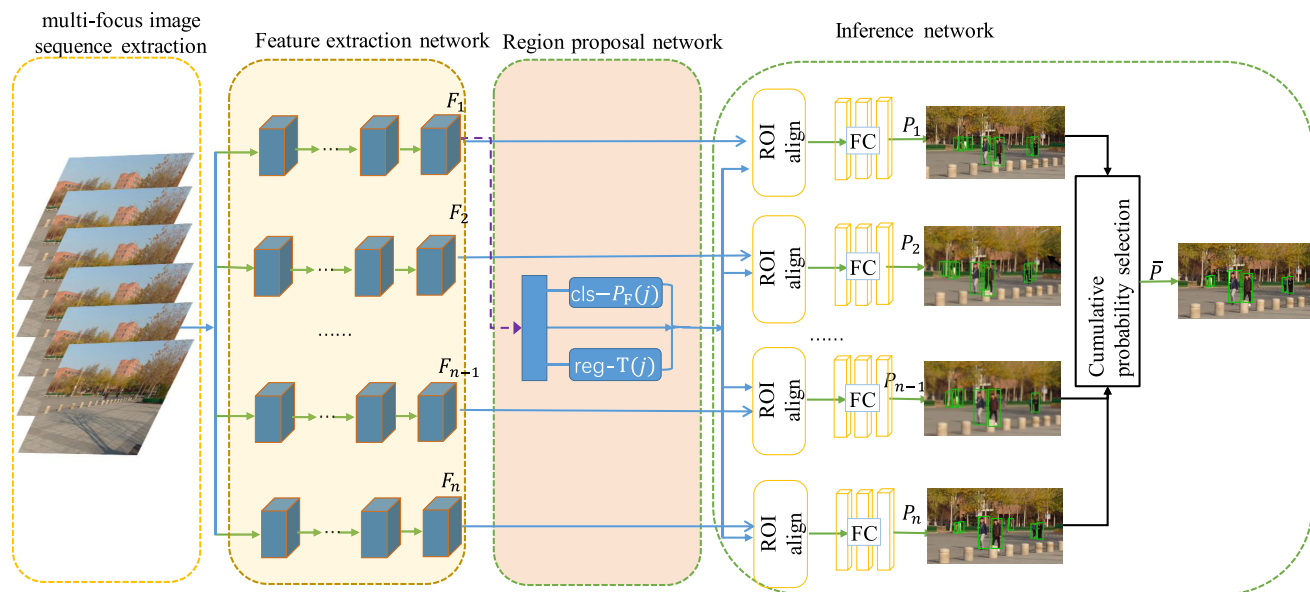 multi-focus image
sequence extraction
Feature extraction network
Region proposal network
Inference network
F₁
...
F₂
...
......
Fₙ₋₁
...
Fₙ
...
cls–P_F(j)
reg-T(j)
ROI
align
FC
P₁
ROI
align
FC
P₂
......
ROI
align
FC
Pₙ₋₁
ROI
align
FC
Pₙ
Cumulative
probability selection
P̄